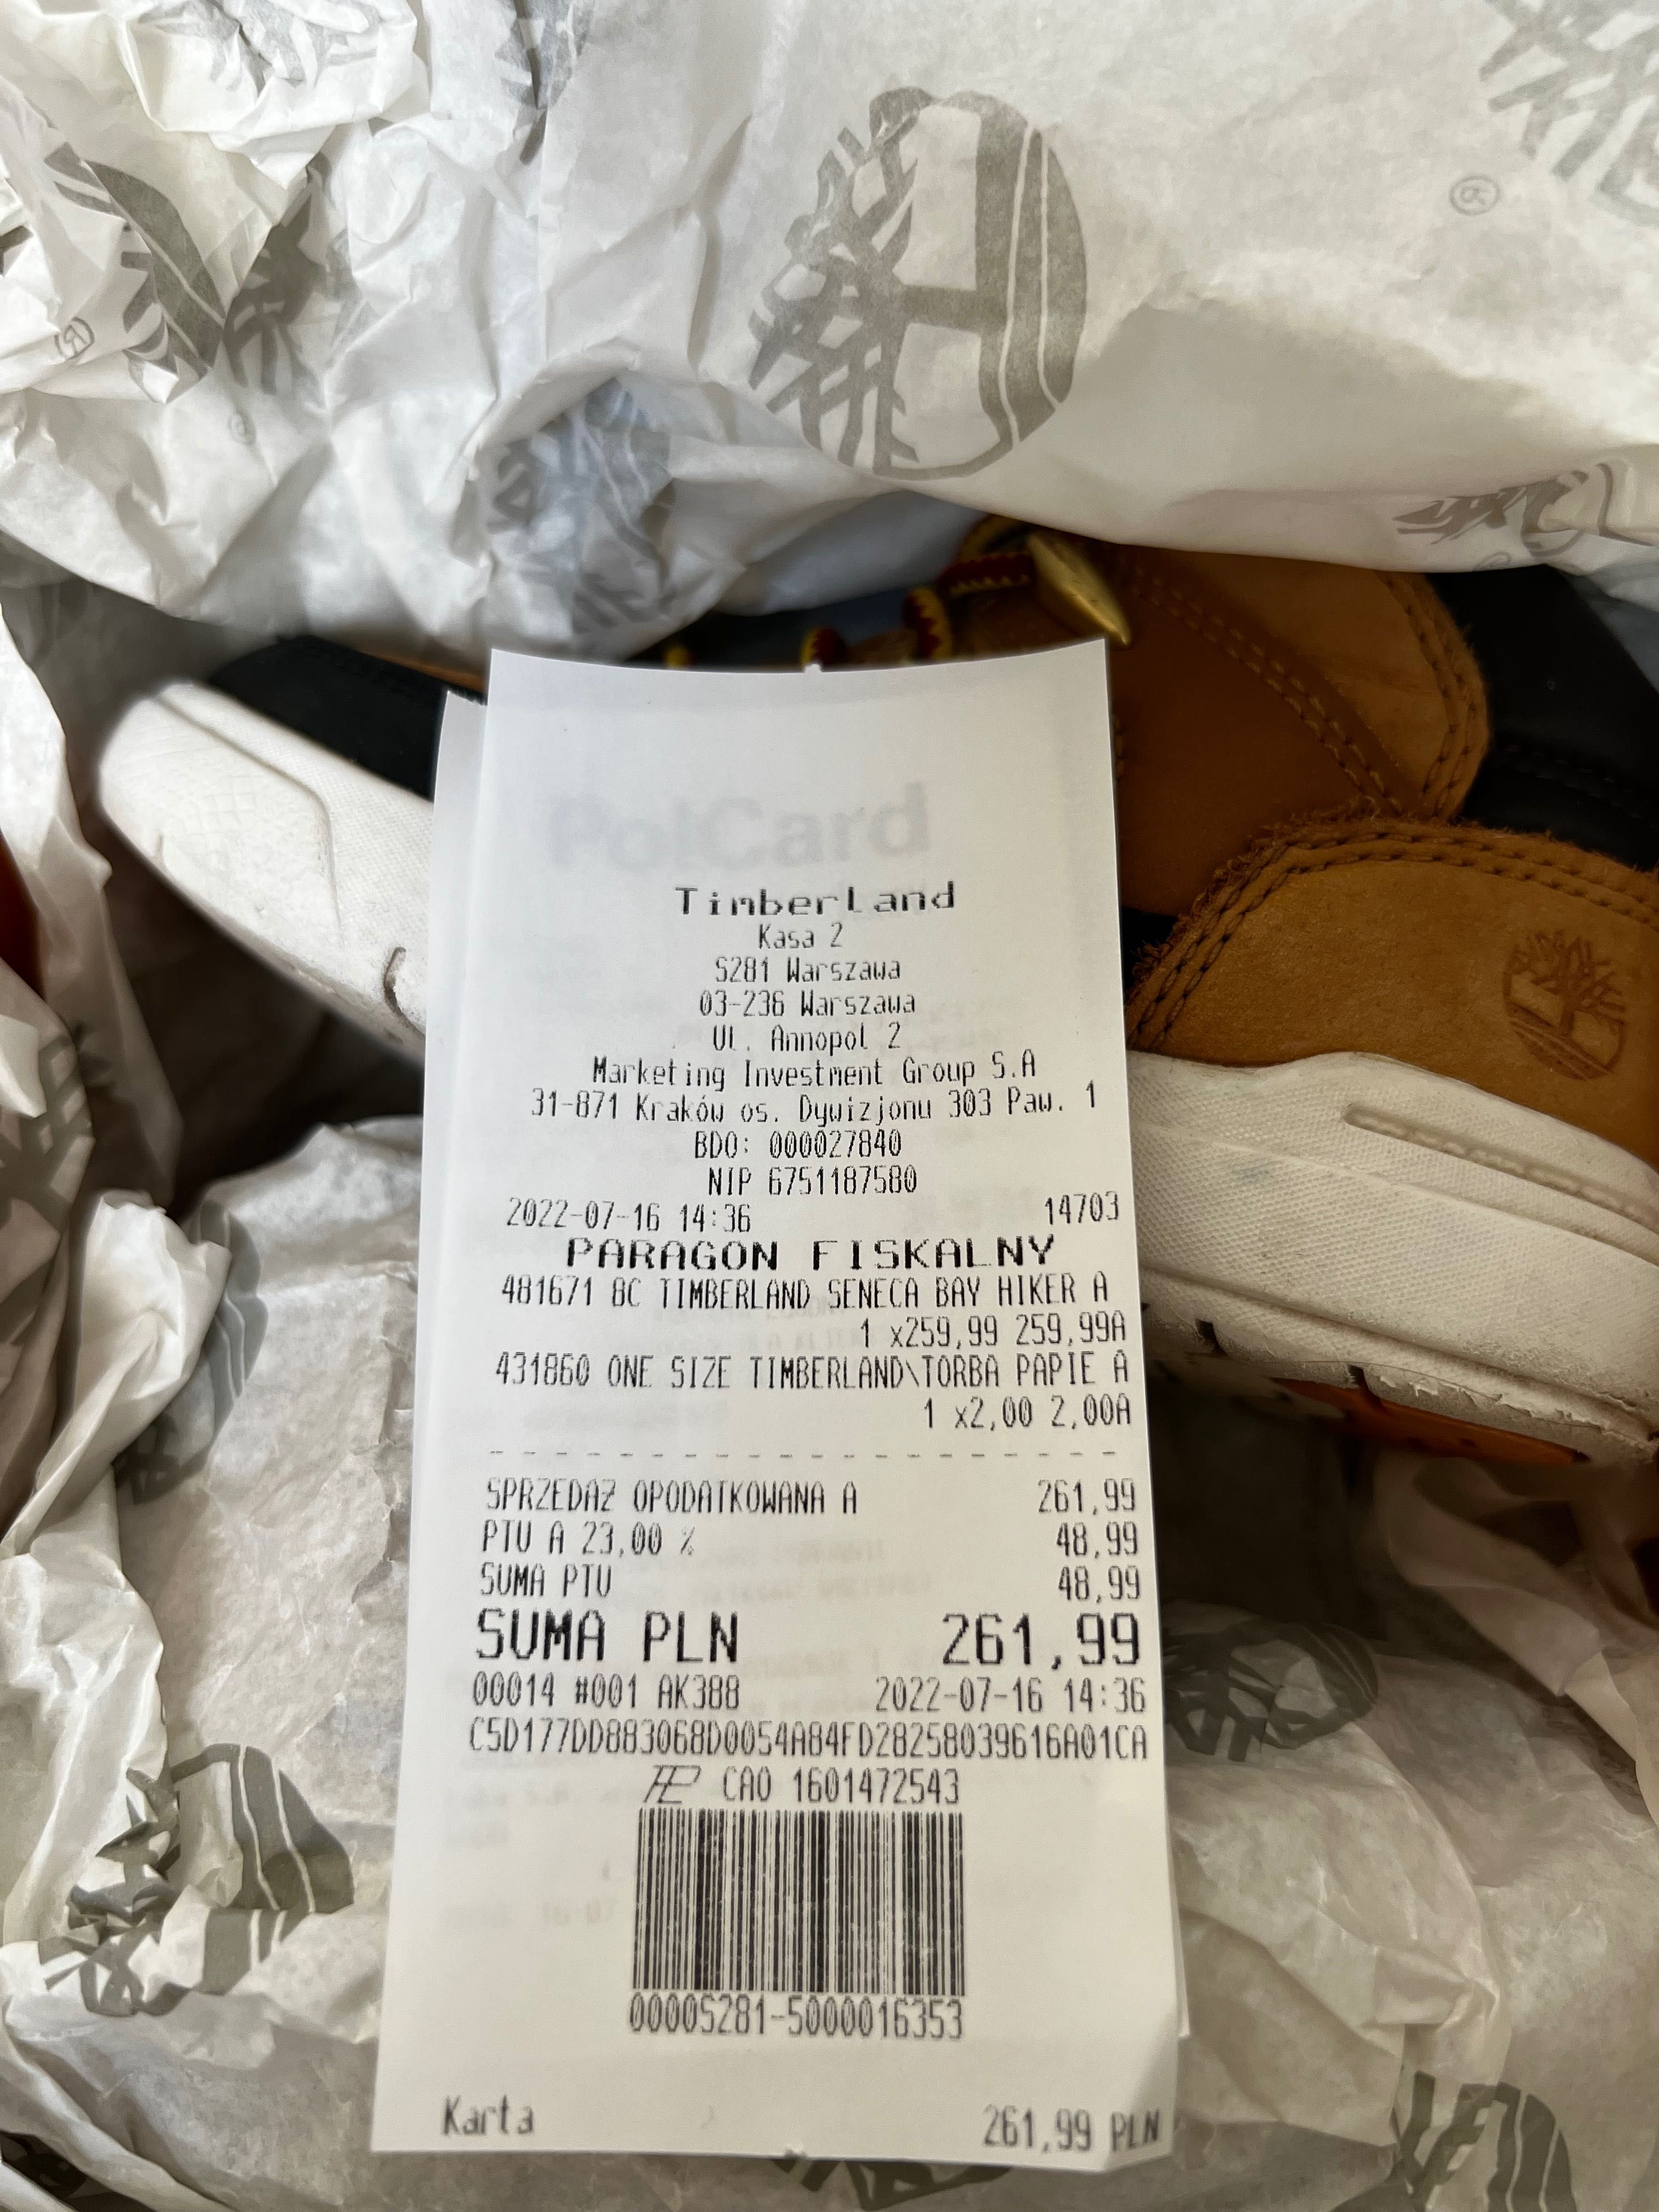 PolCard
Timberland
Kasa 2
S281 Warszawa
03-236 Warszawa
Ul. Annopol 2
Marketing Investment Group S.A
31-871 Kraków os. Dywizjonu 303 Paw. 1
BDO: 000027840
NIP 6751187580
2022-07-16 14:36 14703
PARAGON FISKALNY
481671 8C TIMBERLAND SENECA BAY HIKER A
1 x259,99 259,99A
431860 ONE SIZE TIMBERLAND\TORBA PAPIE A
1 x2,00 2,00A
SPRZEDAŻ OPODATKOWANA A 261,99
PTU A 23,00 % 48,99
SUMA PTU 48,99
SUMA PLN 261,99
00014 #001 AK388 2022-07-16 14:36
C5D177DD883068D0054A84FD28258039616A01CA
CAO 1601472543
0000S281-5000016353
Karta 261,99 PLN